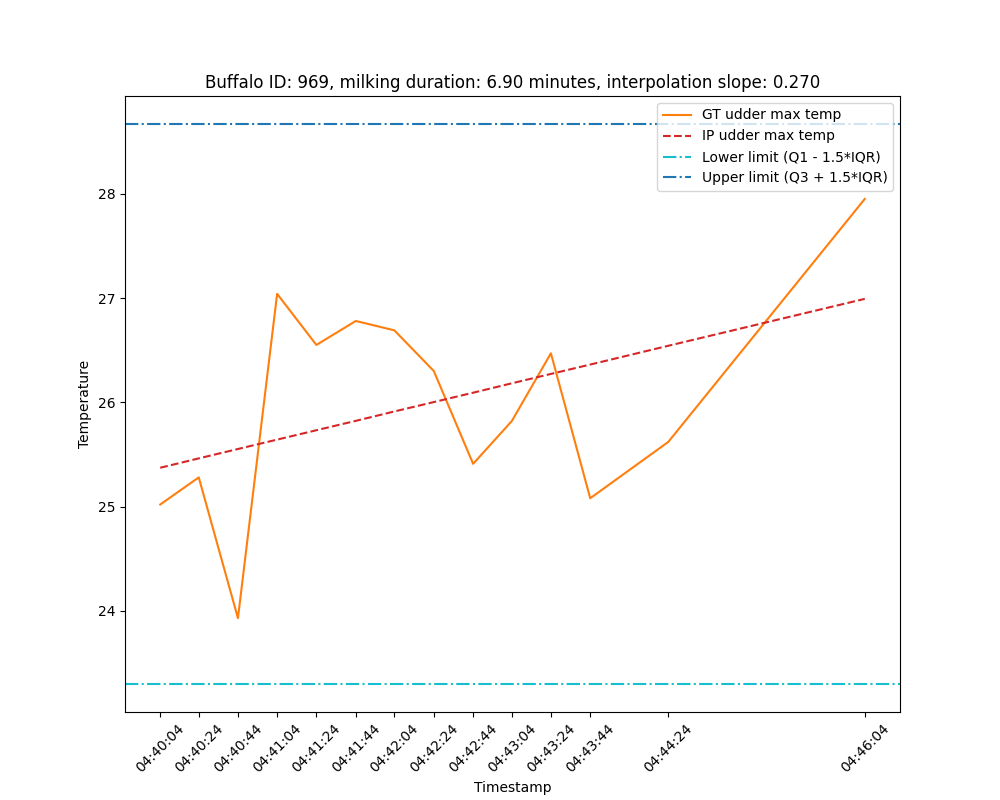 Buffalo ID: 969, milking duration: 6.90 minutes, interpolation slope: 0.270
GT udder max temp
IP udder max temp
Lower limit (Q1 - 1.5*IQR)
Upper limit (Q3 + 1.5*IQR)
28
27
26
25
24
Temperature
04:40:04
04:40:24
04:40:44
04:41:04
04:41:24
04:41:44
04:42:04
04:42:24
04:42:44
04:43:04
04:43:24
04:43:44
04:44:24
04:46:04
Timestamp